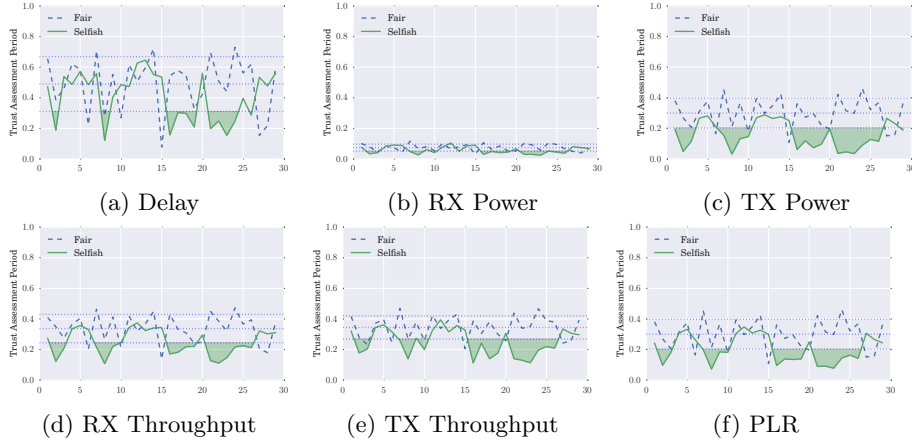 1.0
0.8
0.6
0.4
0.2
0.0
Trust Assessment Period
Fair
Selfish
0 5 10 15 20 25 30
(a) Delay
1.0
0.8
0.6
0.4
0.2
0.0
Trust Assessment Period
Fair
Selfish
0 5 10 15 20 25 30
(b) RX Power
1.0
0.8
0.6
0.4
0.2
0.0
Trust Assessment Period
Fair
Selfish
0 5 10 15 20 25 30
(c) TX Power
1.0
0.8
0.6
0.4
0.2
0.0
Trust Assessment Period
Fair
Selfish
0 5 10 15 20 25 30
(d) RX Throughput
1.0
0.8
0.6
0.4
0.2
0.0
Trust Assessment Period
Fair
Selfish
0 5 10 15 20 25 30
(e) TX Throughput
1.0
0.8
0.6
0.4
0.2
0.0
Trust Assessment Period
Fair
Selfish
0 5 10 15 20 25 30
(f) PLR